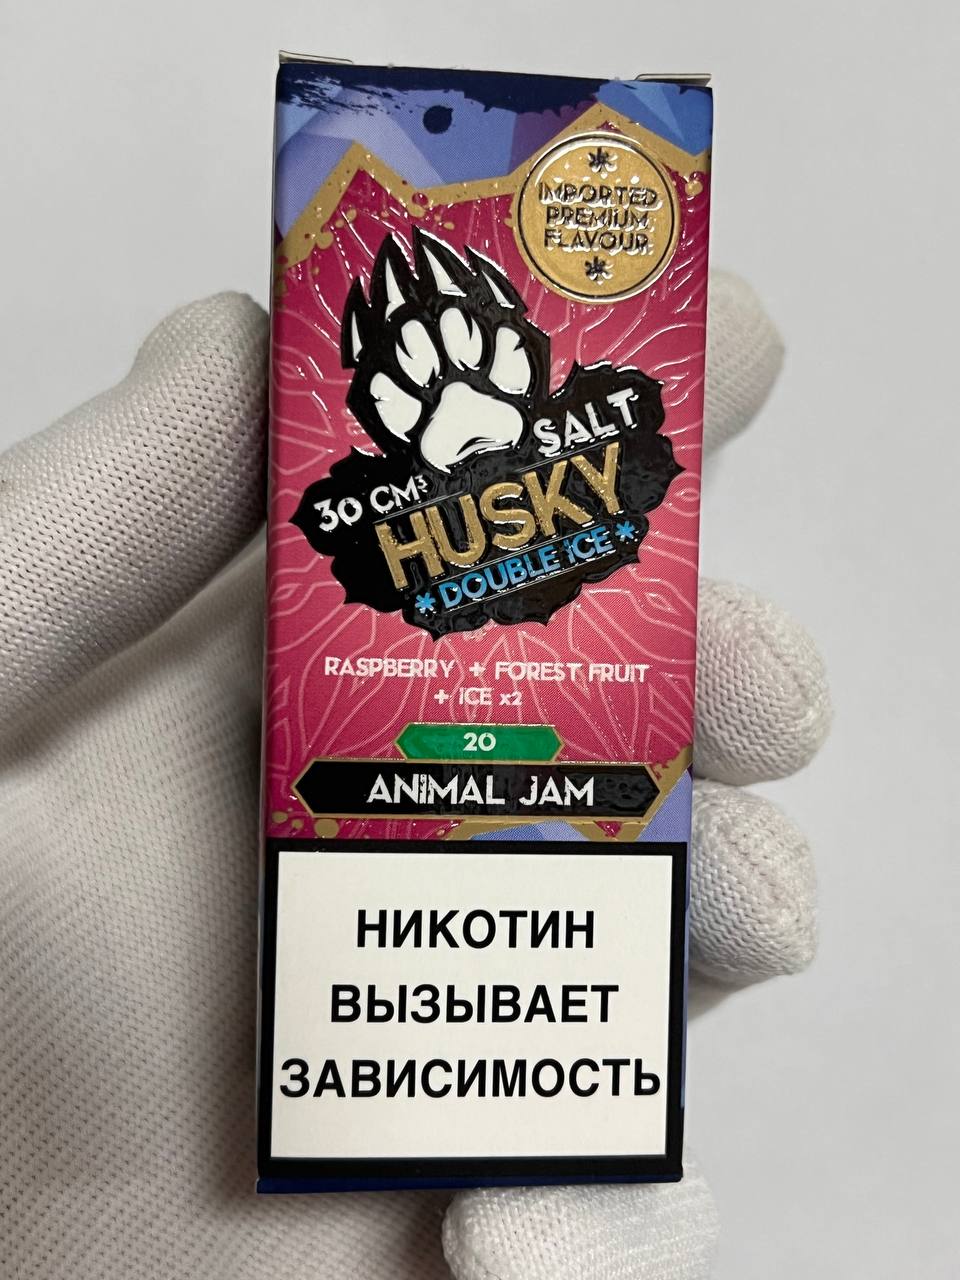 IMPORTED
PREMIUM
FLAVOUR
SALT
30 CM³
HUSKY
* DOUBLE ICE *
RASPBERRY + FOREST FRUIT
+ ICE x2
20
ANIMAL JAM
НИКОТИН
ВЫЗЫВАЕТ
ЗАВИСИМОСТЬ